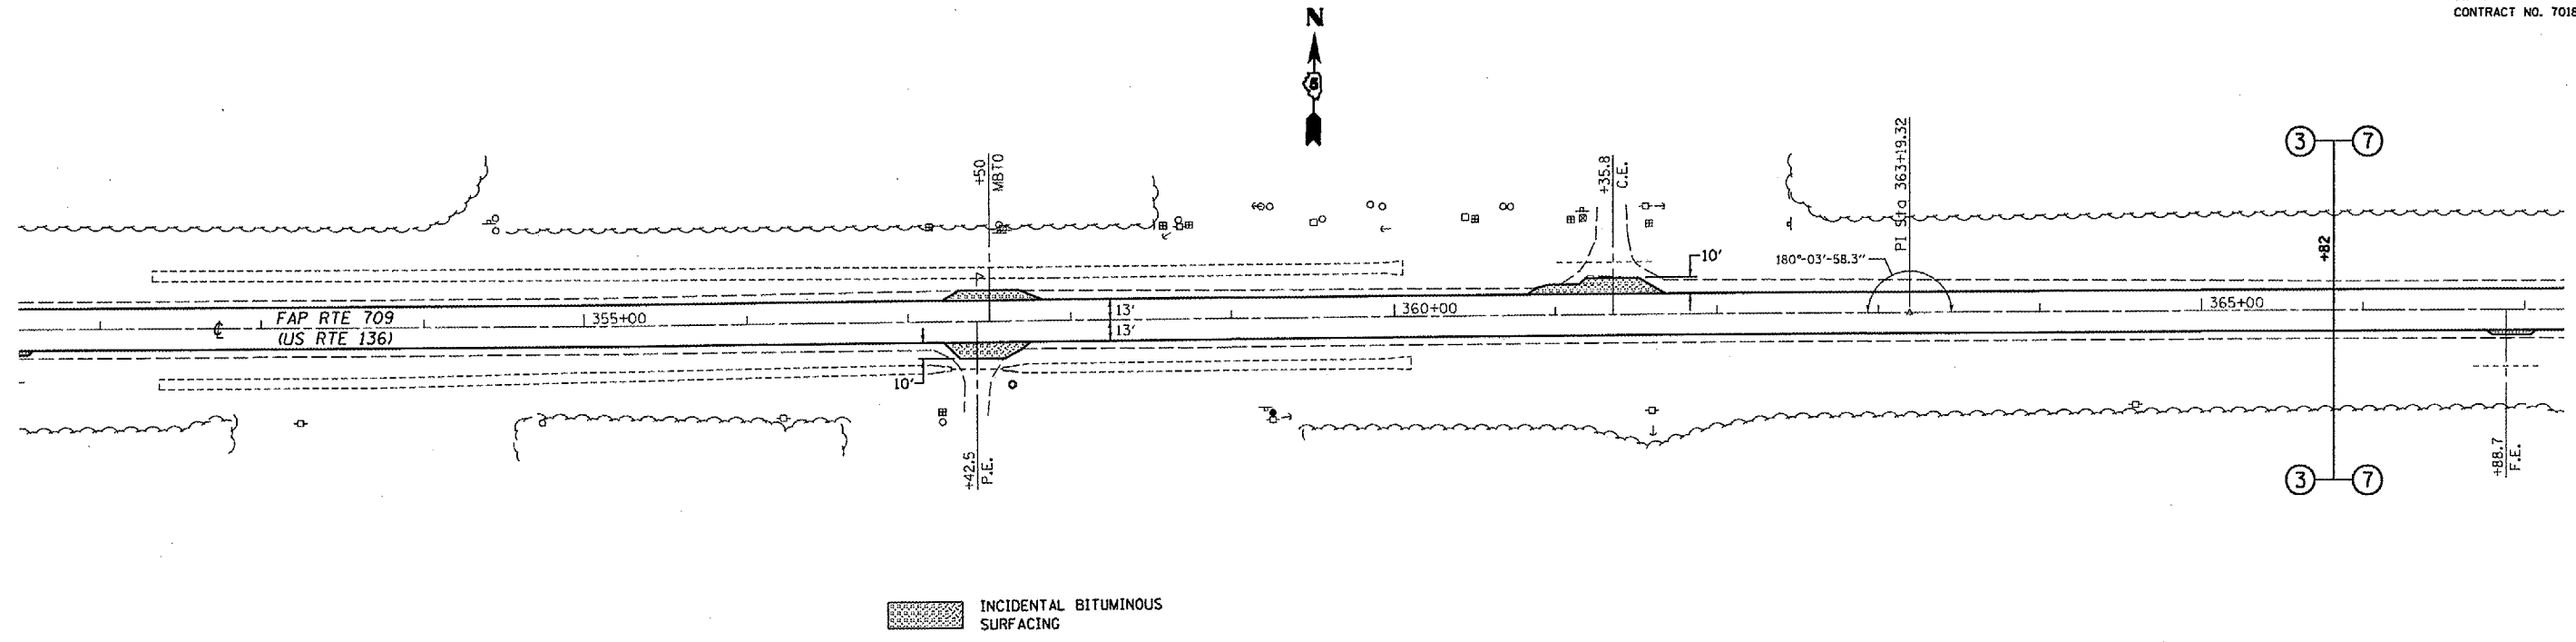 CONTRACT NO. 7018
N
+50
MBTO
+35.8
C.E.
PI Sta 363+19.32
3
7
+82
10'
180°-03'-58.3"
FAP RTE 709
(US RTE 136)
℄
355+00
13'
13'
360+00
365+00
10'
+42.5
P.E.
+88.7
F.E.
3
7
INCIDENTAL BITUMINOUS
SURFACING